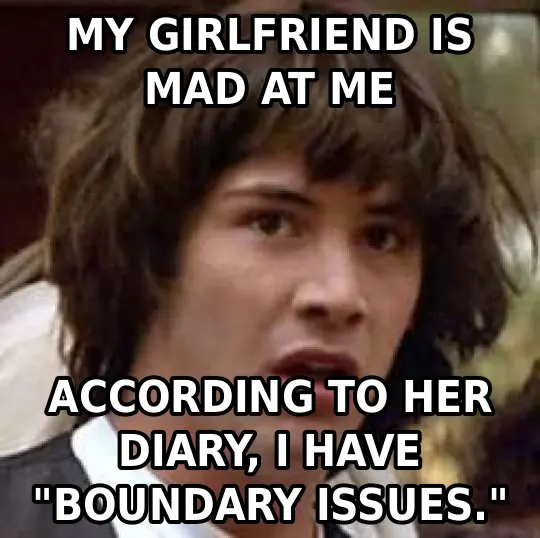 MY GIRLFRIEND IS
MAD AT ME
ACCORDING TO HER
DIARY, I HAVE
"BOUNDARY ISSUES."